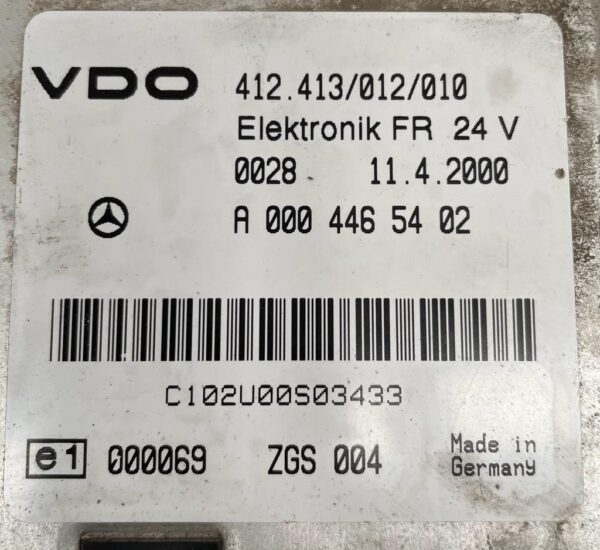 VDO 412.413/012/010
Elektronik FR 24 V
0028 11.4.2000
A 000 446 54 02
C102U00S03433
e1 000069 ZGS 004 Made in
Germany